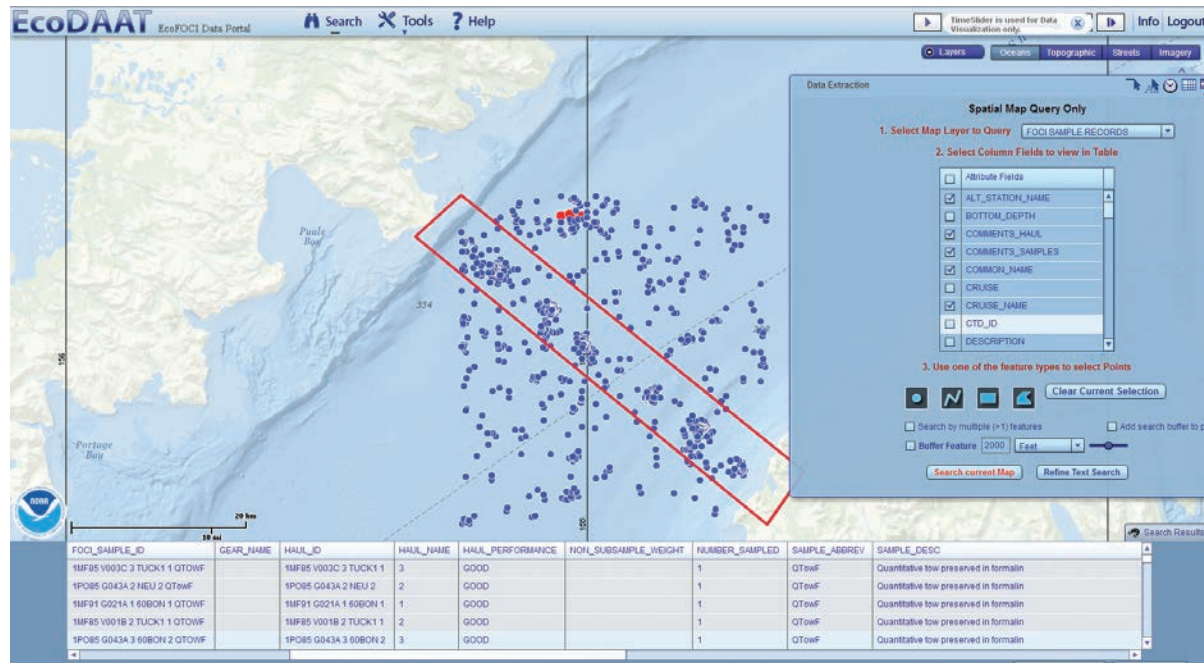 EcoDAAT EcoFOCI Data Portal Search Tools ? Help TimeSlider is used for Data Visualization only. x Info Logout
Layers Oceans Topographic Streets Imagery
Data Extraction
Spatial Map Query Only
1. Select Map Layer to Query FOCI SAMPLE RECORDS
2. Select Column Fields to view in Table
Attribute Fields
ALT_STATION_NAME
BOTTOM_DEPTH
COMMENTS_HAUL
COMMENTS_SAMPLES
COMMON_NAME
CRUISE
CRUISE_NAME
CTD_ID
DESCRIPTION
3. Use one of the feature types to select Points
Clear Current Selection
Search by multiple (>1) features Add search buffer to p
Buffer Feature 2000 Feet
Search current Map Refine Text Search
Puale
Bay
334
156
Portage
Bay
NOAA
20 km
10 mi
Search Results
FOCI_SAMPLE_ID GEAR_NAME HAUL_ID HAUL_NAME HAUL_PERFORMANCE NON_SUBSAMPLE_WEIGHT NUMBER_SAMPLED SAMPLE_ABBREV SAMPLE_DESC
1MF85 V003C 3 TUCK1 1 QTOWF 1MF85 V003C 3 TUCK1 1 3 GOOD 1 QTowF Quantitative tow preserved in formalin
1PO85 G043A 2 NEU 2 QTowF 1PO85 G043A 2 NEU 2 2 GOOD 1 QTowF Quantitative tow preserved in formalin
1MF91 G021A 1 60BON 1 QTOWF 1MF91 G021A 1 60BON 1 1 GOOD 1 QTowF Quantitative tow preserved in formalin
1MF85 V001B 2 TUCK1 1 QTOWF 1MF85 V001B 2 TUCK1 1 2 GOOD 1 QTowF Quantitative tow preserved in formalin
1PO85 G043A 3 60BON 2 QTOWF 1PO85 G043A 3 60BON 2 3 GOOD 1 QTowF Quantitative tow preserved in formalin